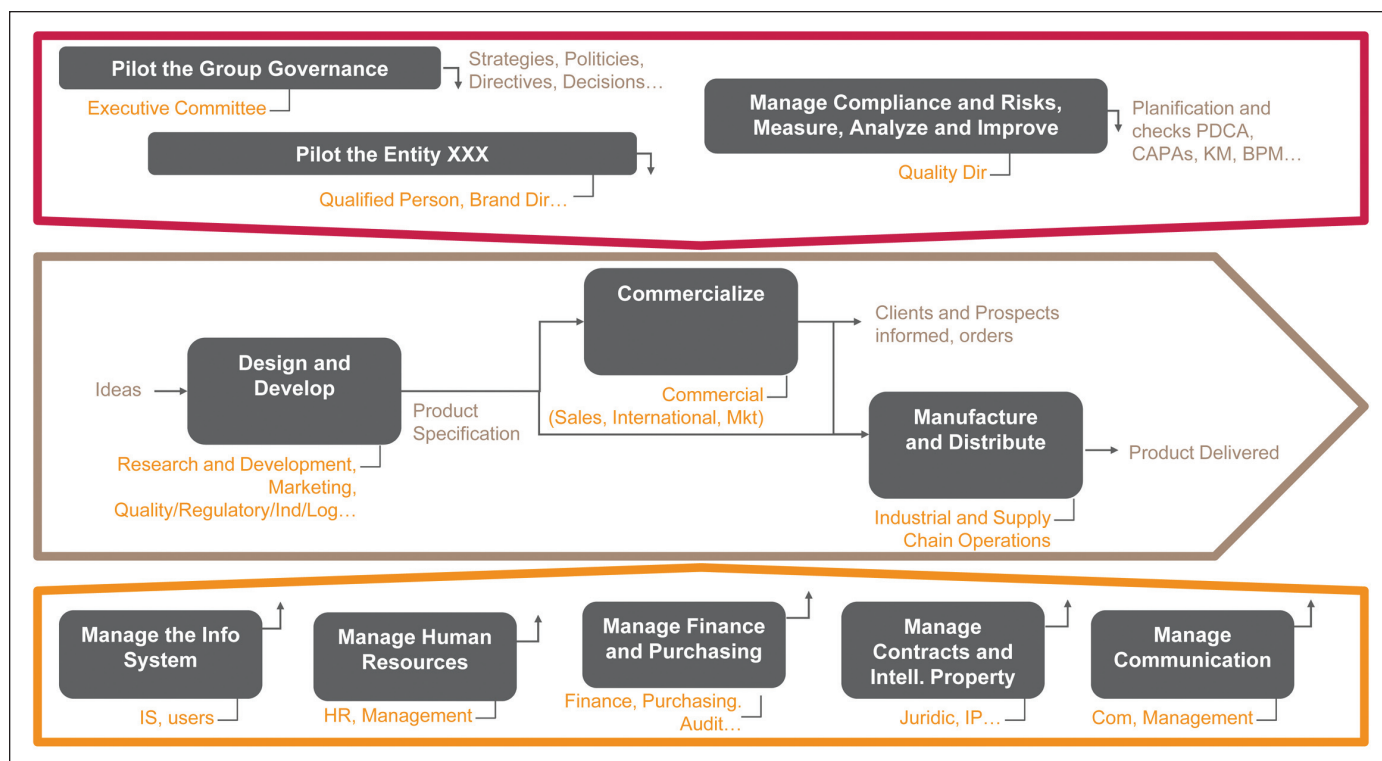 Pilot the Group Governance
Executive Committee
Strategies, Policies,
Directives, Decisions…
Pilot the Entity XXX
Qualified Person, Brand Dir…
Manage Compliance and Risks,
Measure, Analyze and Improve
Quality Dir
Planification and
checks PDCA,
CAPAs, KM, BPM…
Ideas
Design and
Develop
Research and Development,
Marketing,
Quality/Regulatory/Ind/Log…
Product
Specification
Commercialize
Commercial
(Sales, International, Mkt)
Clients and Prospects
informed, orders
Manufacture
and Distribute
Industrial and Supply
Chain Operations
Product Delivered
Manage the Info
System
IS, users
Manage Human
Resources
HR, Management
Manage Finance
and Purchasing
Finance, Purchasing.
Audit…
Manage
Contracts and
Intell. Property
Juridic, IP…
Manage
Communication
Com, Management